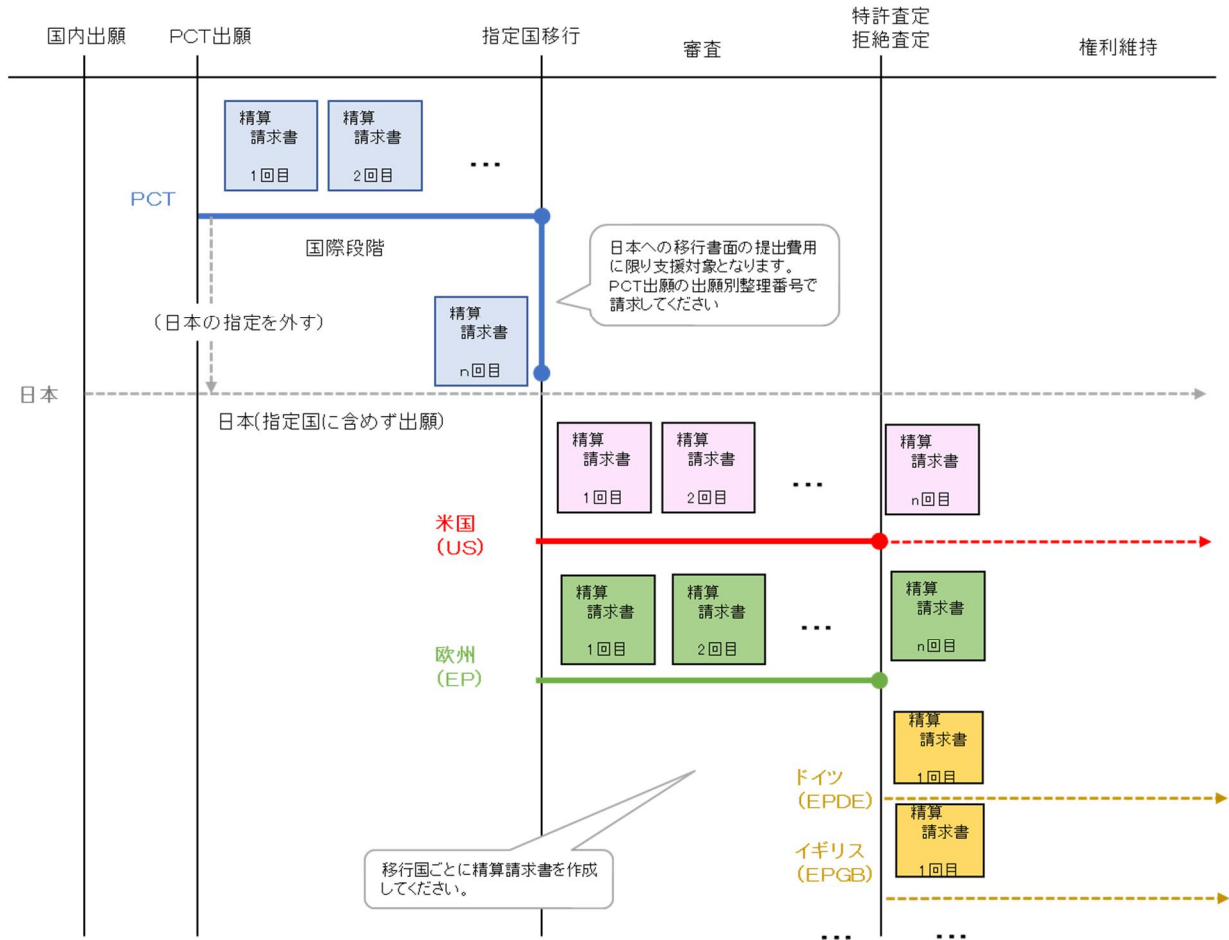 国内出願
PCT出願
指定国移行
審査
特許査定
拒絶査定
権利維持
精算
請求書
1回目
精算
請求書
2回目
...
PCT
国際段階
日本への移行書面の提出費用
に限り支援対象となります。
PCT出願の出願別整理番号で
請求してください
(日本の指定を外す)
精算
請求書
n回目
日本
日本(指定国に含めず出願)
精算
請求書
1回目
精算
請求書
2回目
...
精算
請求書
n回目
米国
(US)
精算
請求書
1回目
精算
請求書
2回目
...
精算
請求書
n回目
欧州
(EP)
精算
請求書
1回目
ドイツ
(EPDE)
精算
請求書
1回目
イギリス
(EPGB)
移行国ごとに精算請求書を作成
してください。
...
...